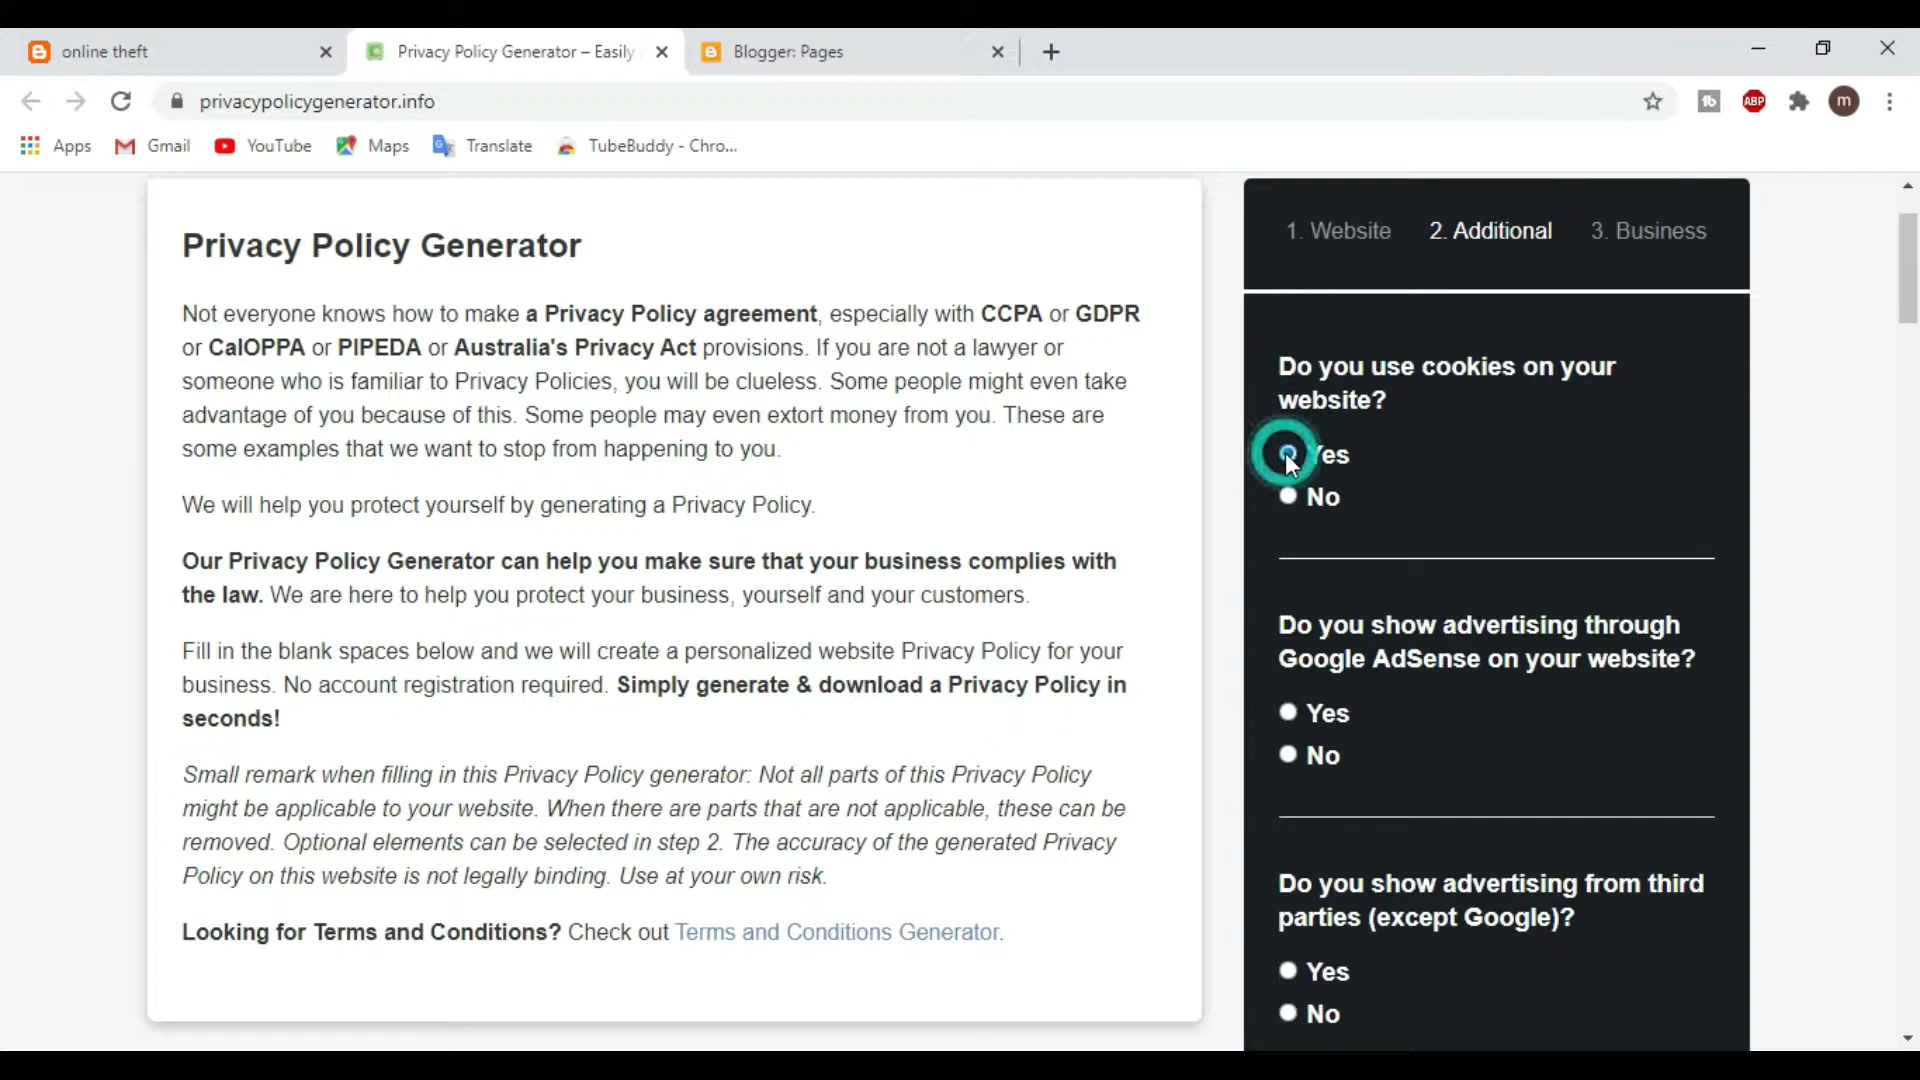 online theft
Privacy Policy Generator – Easily
Blogger: Pages
privacypolicygenerator.info
ABP
m
Apps
Gmail
YouTube
Maps
Translate
TubeBuddy - Chro...
Privacy Policy Generator
Not everyone knows how to make a Privacy Policy agreement, especially with CCPA or GDPR
or CalOPPA or PIPEDA or Australia's Privacy Act provisions. If you are not a lawyer or
someone who is familiar to Privacy Policies, you will be clueless. Some people might even take
advantage of you because of this. Some people may even extort money from you. These are
some examples that we want to stop from happening to you.
We will help you protect yourself by generating a Privacy Policy.
Our Privacy Policy Generator can help you make sure that your business complies with
the law. We are here to help you protect your business, yourself and your customers.
Fill in the blank spaces below and we will create a personalized website Privacy Policy for your
business. No account registration required. Simply generate & download a Privacy Policy in
seconds!
Small remark when filling in this Privacy Policy generator: Not all parts of this Privacy Policy
might be applicable to your website. When there are parts that are not applicable, these can be
removed. Optional elements can be selected in step 2. The accuracy of the generated Privacy
Policy on this website is not legally binding. Use at your own risk.
Looking for Terms and Conditions? Check out Terms and Conditions Generator.
1. Website
2. Additional
3. Business
Do you use cookies on your
website?
Yes
No
Do you show advertising through
Google AdSense on your website?
Yes
No
Do you show advertising from third
parties (except Google)?
Yes
No